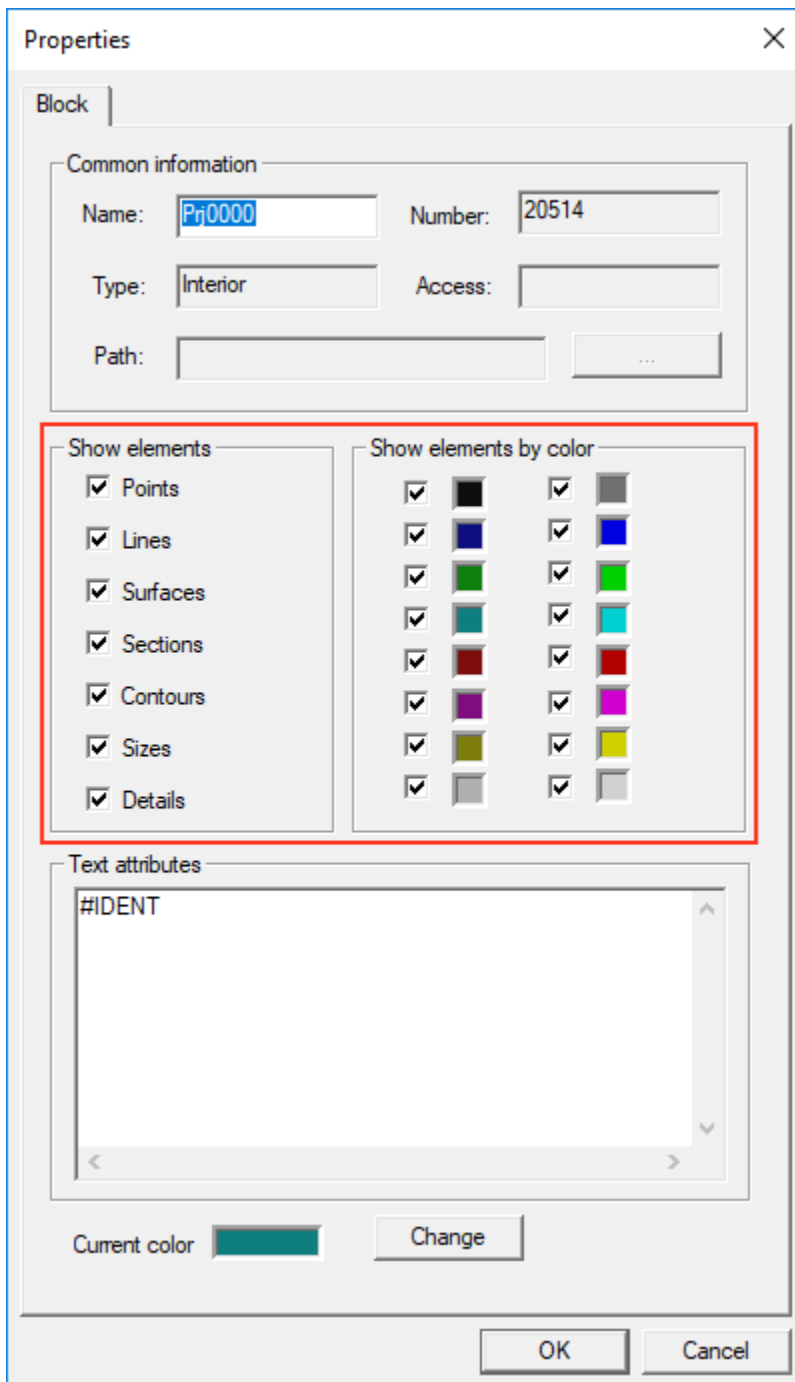 Properties
Block
Common information
Name: Prj0000 Number: 20514
Type: Interior Access:
Path: ...
Show elements Show elements by color
Points
Lines
Surfaces
Sections
Contours
Sizes
Details
Text attributes
#IDENT
Current color Change
OK Cancel